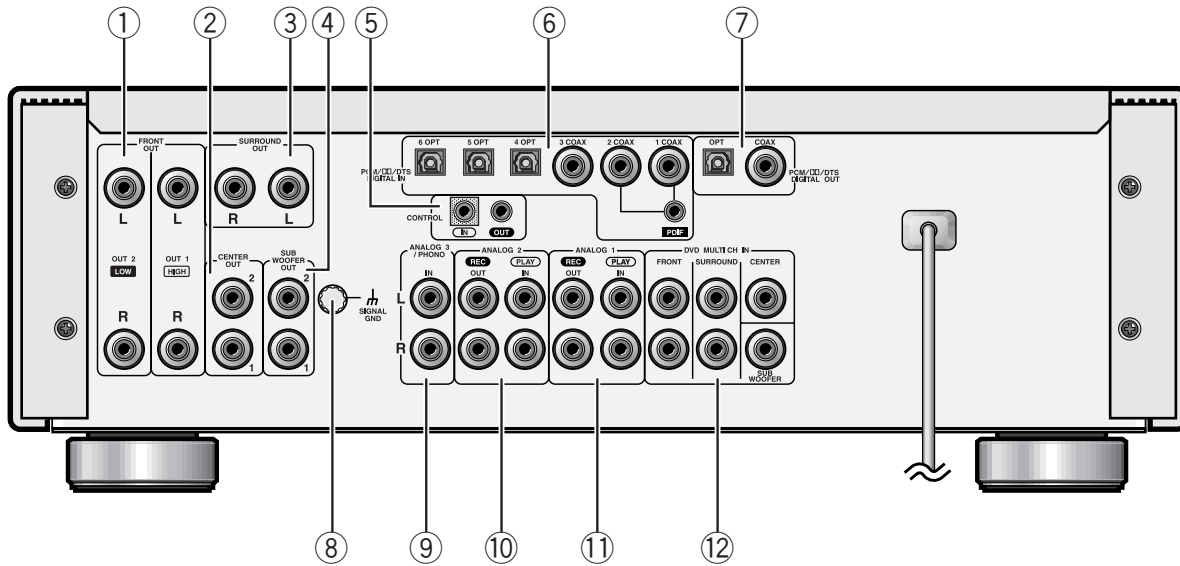 ① ② ③ ④ ⑤ ⑥ ⑦
FRONT OUT
SURROUND OUT
L L R L
OUT 2 LOW
OUT 1 HIGH
CENTER OUT
SUB WOOFER OUT
2 2
R R
1 1
SIGNAL GND
6 OPT 5 OPT 4 OPT 3 COAX 2 COAX 1 COAX
PCM/DD/DTS DIGITAL IN
OPT COAX
PCM/DD/DTS DIGITAL OUT
CONTROL
IN OUT
PDIF
ANALOG 3 / PHONO
IN
ANALOG 2
REC PLAY
OUT IN
ANALOG 1
REC PLAY
OUT IN
DVD MULTI CH IN
FRONT SURROUND CENTER
L
R
SUB WOOFER
⑧ ⑨ ⑩ ⑪ ⑫